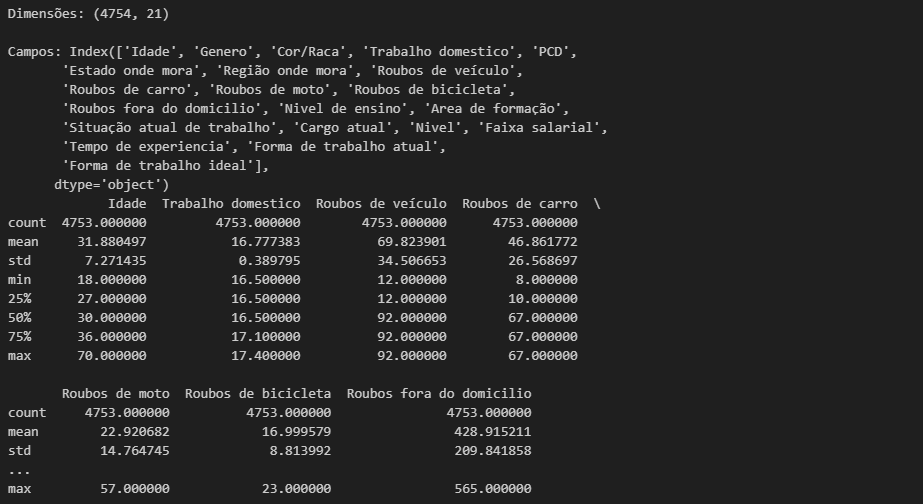 Dimensões: (4754, 21)

Campos: Index(['Idade', 'Genero', 'Cor/Raca', 'Trabalho domestico', 'PCD',
       'Estado onde mora', 'Região onde mora', 'Roubos de veículo',
       'Roubos de carro', 'Roubos de moto', 'Roubos de bicicleta',
       'Roubos fora do domicilio', 'Nivel de ensino', 'Area de formação',
       'Situação atual de trabalho', 'Cargo atual', 'Nivel', 'Faixa salarial',
       'Tempo de experiencia', 'Forma de trabalho atual',
       'Forma de trabalho ideal'],
      dtype='object')
             Idade  Trabalho domestico  Roubos de veículo  Roubos de carro  \
count  4753.000000         4753.000000        4753.000000      4753.000000
mean     31.880497           16.777383          69.823901        46.861772
std       7.271435            0.389795          34.506653        26.568697
min      18.000000           16.500000          12.000000         8.000000
25%      27.000000           16.500000          12.000000        10.000000
50%      30.000000           16.500000          92.000000        67.000000
75%      36.000000           17.100000          92.000000        67.000000
max      70.000000           17.400000          92.000000        67.000000

       Roubos de moto  Roubos de bicicleta  Roubos fora do domicilio
count     4753.000000          4753.000000               4753.000000
mean        22.920682            16.999579                428.915211
std         14.764745             8.813992                209.841858
...
max         57.000000            23.000000                565.000000